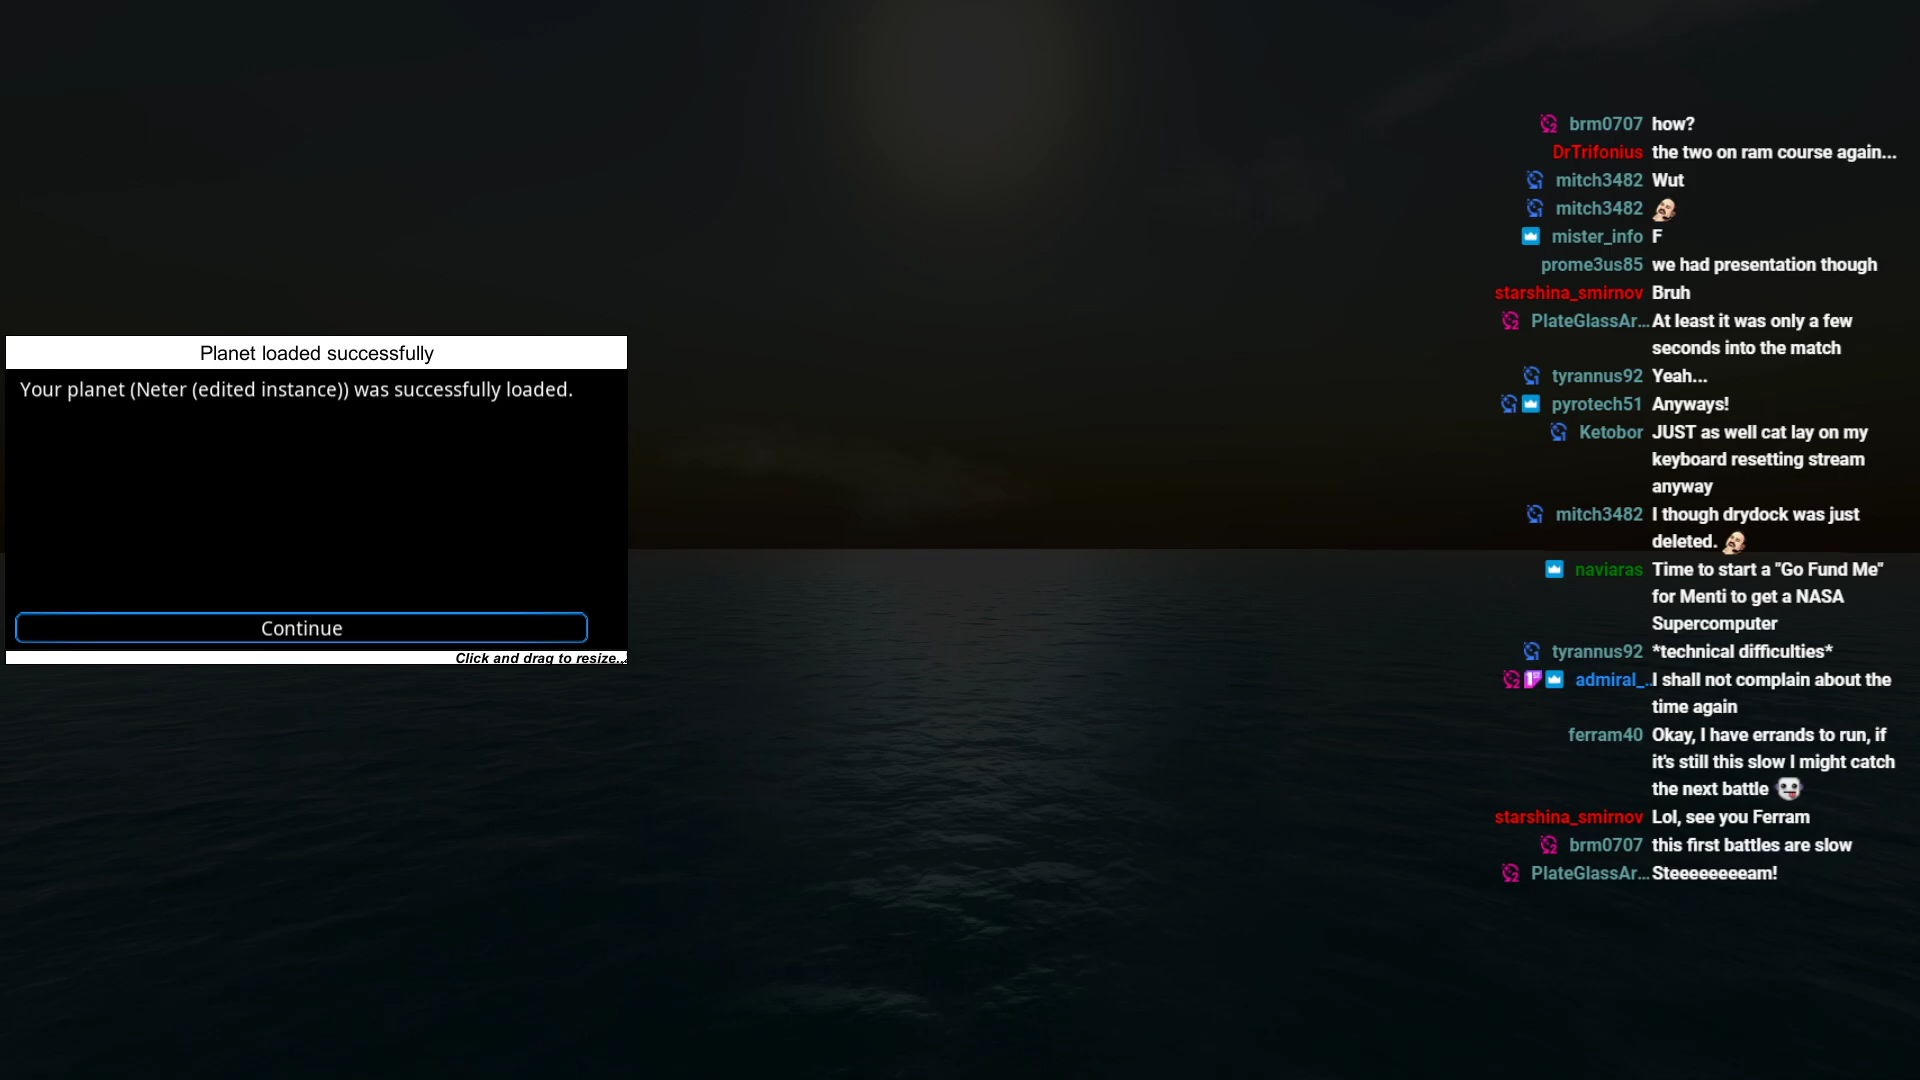 Planet loaded successfully
Your planet (Neter (edited instance)) was successfully loaded.
Continue
Click and drag to resize...
brm0707 how?
DrTrifonius the two on ram course again...
mitch3482 Wut
mitch3482
mister_info F
prome3us85 we had presentation though
starshina_smirnov Bruh
PlateGlassAr... At least it was only a few
seconds into the match
tyrannus92 Yeah...
pyrotech51 Anyways!
Ketobor JUST as well cat lay on my
keyboard resetting stream
anyway
mitch3482 I though drydock was just
deleted.
naviaras Time to start a "Go Fund Me"
for Menti to get a NASA
Supercomputer
tyrannus92 *technical difficulties*
admiral_... I shall not complain about the
time again
ferram40 Okay, I have errands to run, if
it's still this slow I might catch
the next battle
starshina_smirnov Lol, see you Ferram
brm0707 this first battles are slow
PlateGlassAr... Steeeeeeeeam!